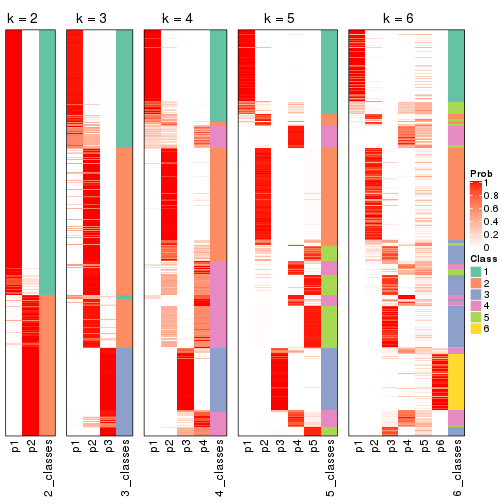 k = 2
k = 3
k = 4
k = 5
k = 6
p1
p2
2_classes
p1
p2
p3
3_classes
p1
p2
p3
p4
4_classes
p1
p2
p3
p4
p5
5_classes
p1
p2
p3
p4
p5
p6
6_classes
Prob
1
0.8
0.6
0.4
0.2
0
Class
1
2
3
4
5
6